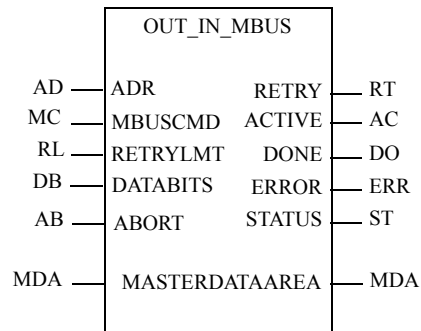 OUT_IN_MBUS
AD ADR RETRY RT
MC MBUSCMD ACTIVE AC
RL RETRYLMT DONE DO
DB DATABITS ERROR ERR
AB ABORT STATUS ST
MDA MASTERDATAAREA MDA